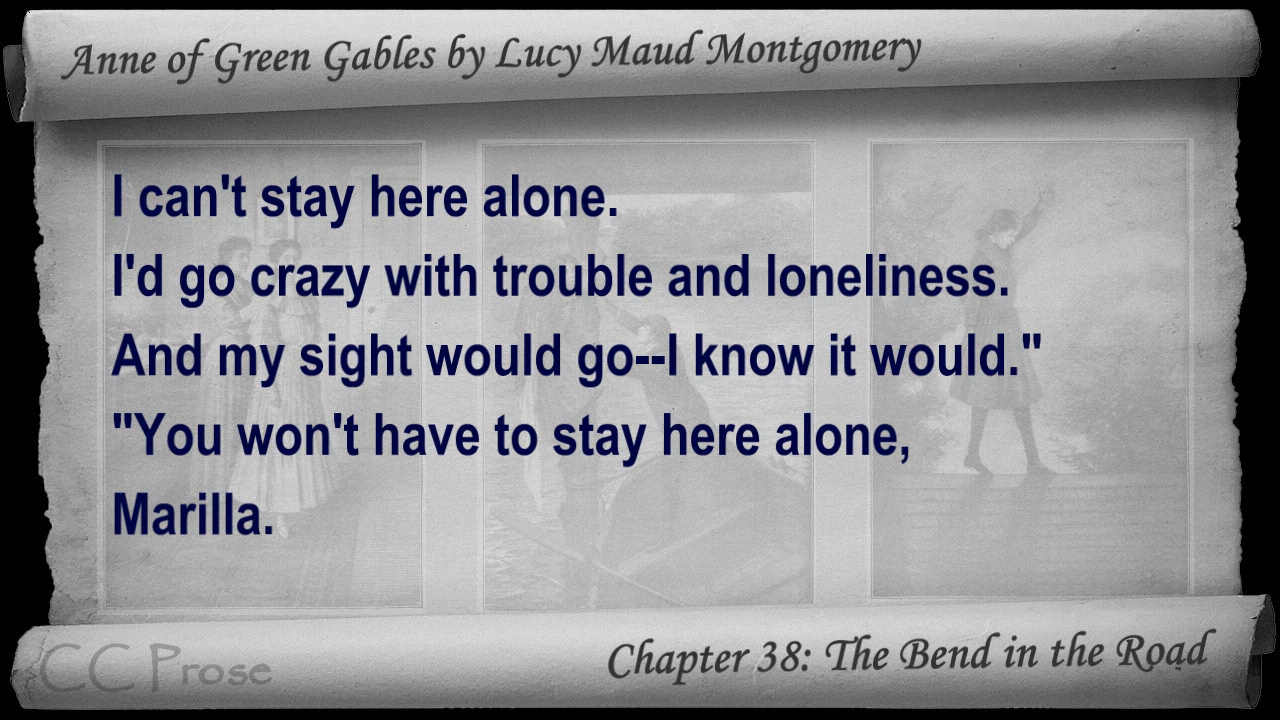 Anne of Green Gables by Lucy Maud Montgomery
I can't stay here alone.
I'd go crazy with trouble and loneliness.
And my sight would go--I know it would."
"You won't have to stay here alone,
Marilla.
CC Prose
Chapter 38: The Bend in the Road